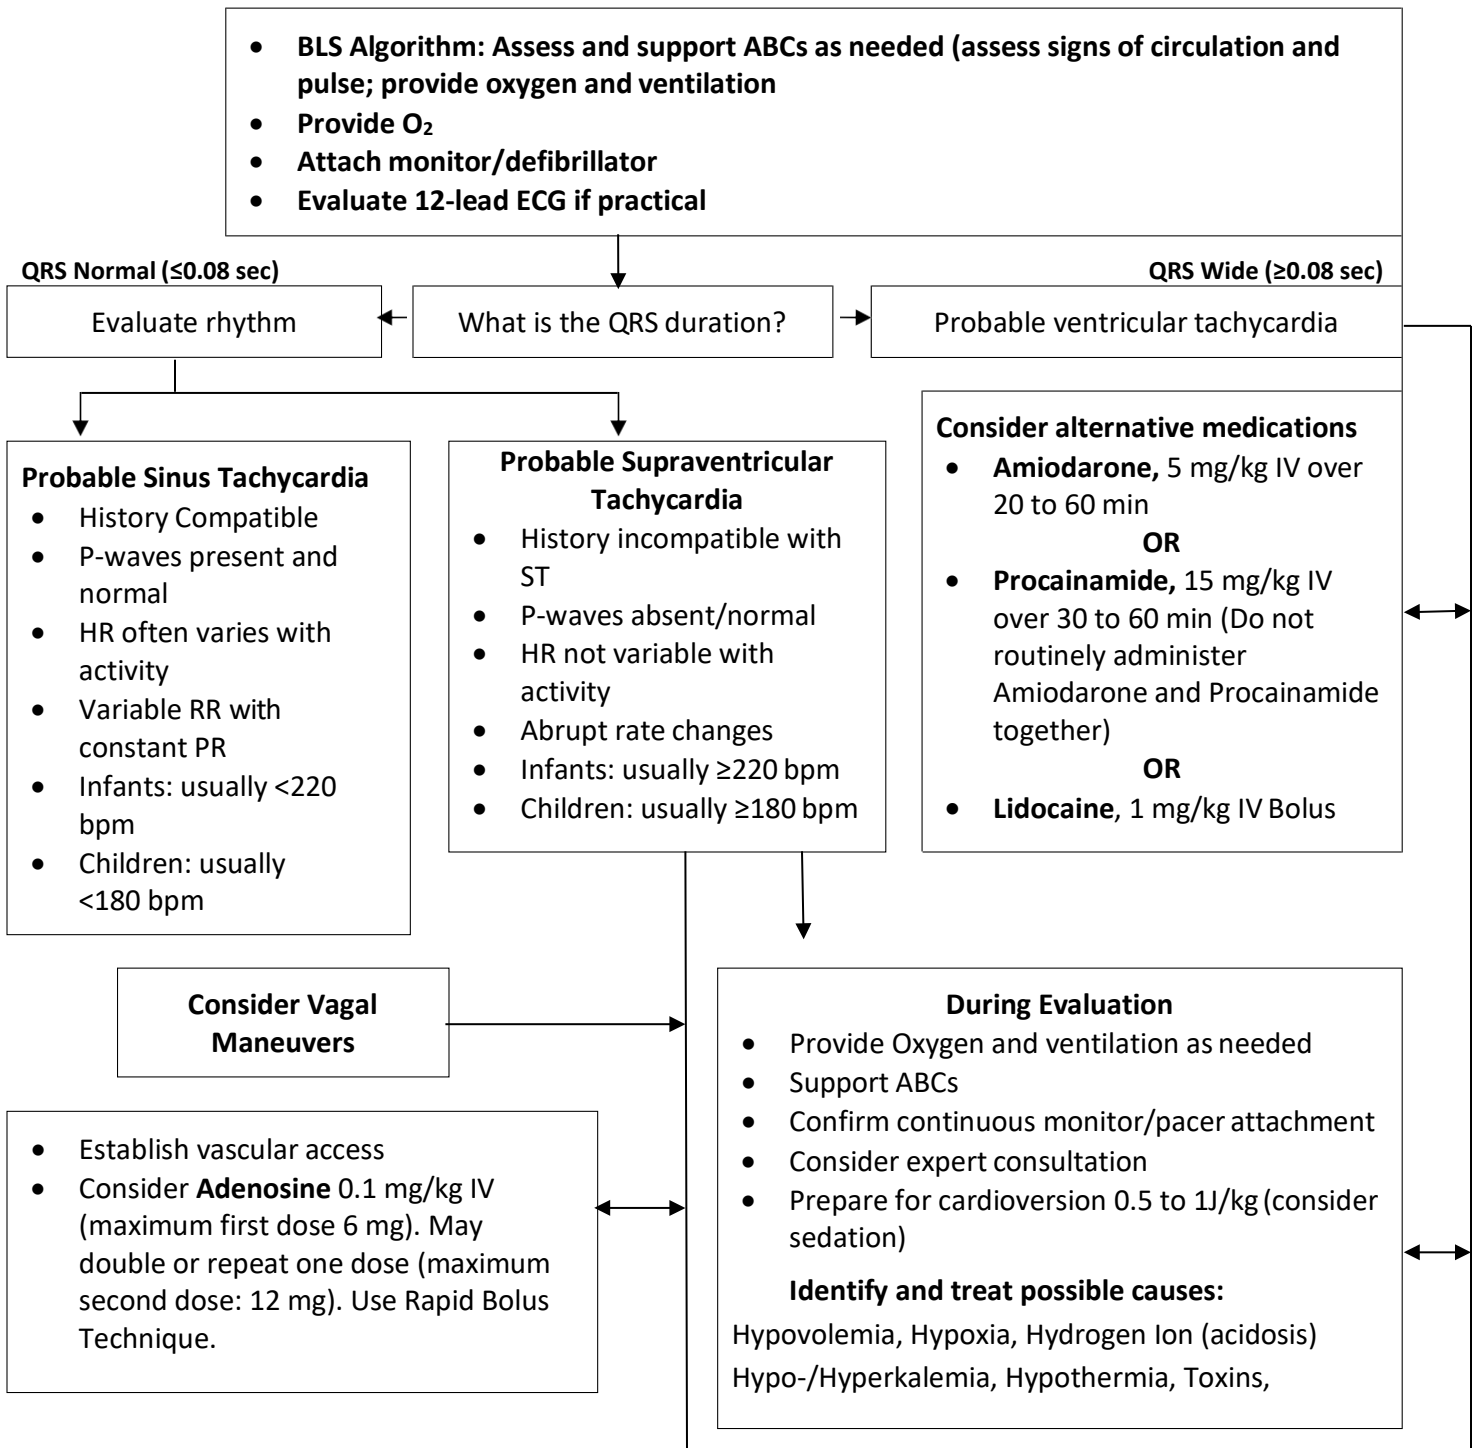 • BLS Algorithm: Assess and support ABCs as needed (assess signs of circulation and
pulse; provide oxygen and ventilation
• Provide O₂
• Attach monitor/defibrillator
• Evaluate 12-lead ECG if practical
QRS Normal (≤0.08 sec)
QRS Wide (≥0.08 sec)
Evaluate rhythm
What is the QRS duration?
Probable ventricular tachycardia
Probable Sinus Tachycardia
• History Compatible
• P-waves present and
normal
• HR often varies with
activity
• Variable RR with
constant PR
• Infants: usually <220
bpm
• Children: usually
<180 bpm
Probable Supraventricular
Tachycardia
• History incompatible with
ST
• P-waves absent/normal
• HR not variable with
activity
• Abrupt rate changes
• Infants: usually ≥220 bpm
• Children: usually ≥180 bpm
Consider alternative medications
• Amiodarone, 5 mg/kg IV over
20 to 60 min
OR
• Procainamide, 15 mg/kg IV
over 30 to 60 min (Do not
routinely administer
Amiodarone and Procainamide
together)
OR
• Lidocaine, 1 mg/kg IV Bolus
Consider Vagal
Maneuvers
• Establish vascular access
• Consider Adenosine 0.1 mg/kg IV
(maximum first dose 6 mg). May
double or repeat one dose (maximum
second dose: 12 mg). Use Rapid Bolus
Technique.
During Evaluation
• Provide Oxygen and ventilation as needed
• Support ABCs
• Confirm continuous monitor/pacer attachment
• Consider expert consultation
• Prepare for cardioversion 0.5 to 1J/kg (consider
sedation)
Identify and treat possible causes:
Hypovolemia, Hypoxia, Hydrogen Ion (acidosis)
Hypo-/Hyperkalemia, Hypothermia, Toxins,